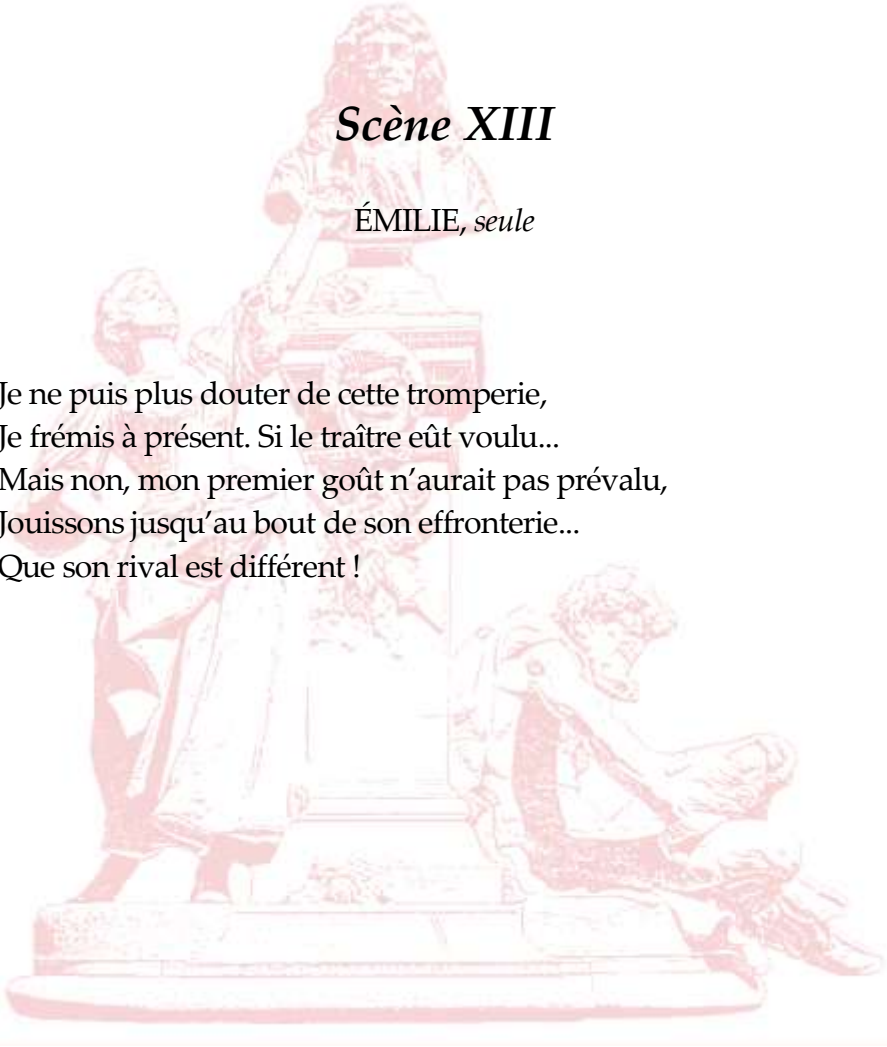 Scène XIII
ÉMILIE, seule
Je ne puis plus douter de cette tromperie,
Je frémis à présent. Si le traître eût voulu...
Mais non, mon premier goût n’aurait pas prévalu,
Jouissons jusqu’au bout de son effronterie...
Que son rival est différent !